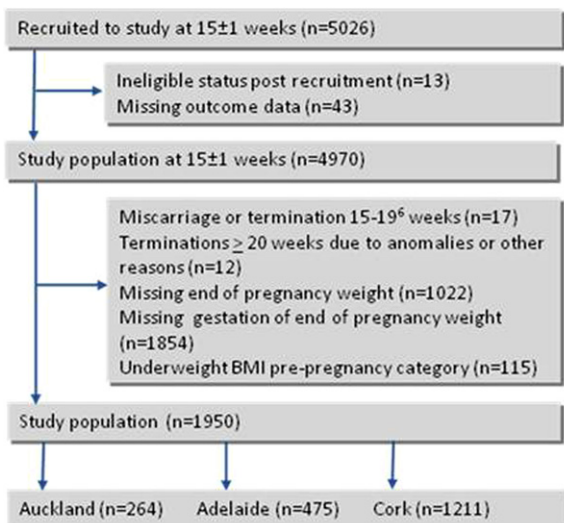 Recruited to study at 15±1 weeks (n=5026)
Ineligible status post recruitment (n=13)
Missing outcome data (n=43)
Study population at 15±1 weeks (n=4970)
Miscarriage or termination 15-19⁶ weeks (n=17)
Terminations ≥ 20 weeks due to anomalies or other
reasons (n=12)
Missing end of pregnancy weight (n=1022)
Missing gestation of end of pregnancy weight
(n=1854)
Underweight BMI pre-pregnancy category (n=115)
Study population (n=1950)
Auckland (n=264) Adelaide (n=475) Cork (n=1211)